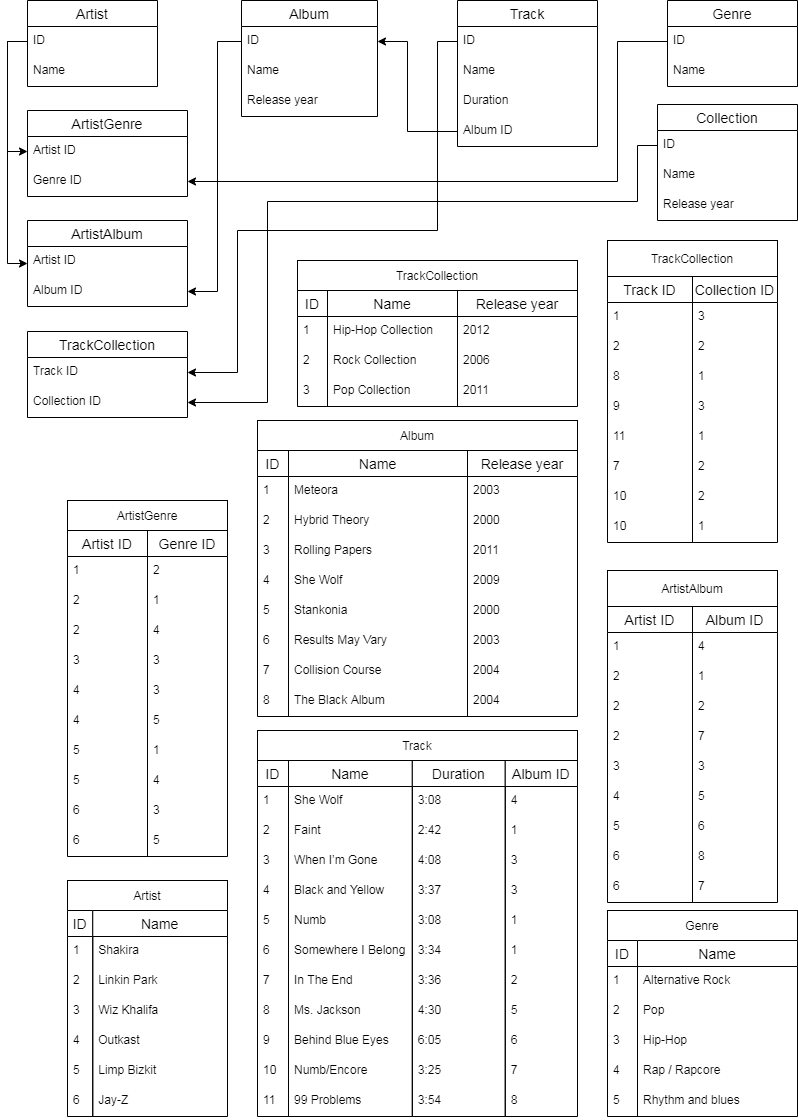 Artist
ID
Name
Album
ID
Name
Release year
Track
ID
Name
Duration
Album ID
Genre
ID
Name
ArtistGenre
Artist ID
Genre ID
Collection
ID
Name
Release year
ArtistAlbum
Artist ID
Album ID
TrackCollection
Track ID
Collection ID
TrackCollection
ID Name Release year
1 Hip-Hop Collection 2012
2 Rock Collection 2006
3 Pop Collection 2011
TrackCollection
Track ID Collection ID
1 3
2 2
8 1
9 3
11 1
7 2
10 2
10 1
Album
ID Name Release year
1 Meteora 2003
2 Hybrid Theory 2000
3 Rolling Papers 2011
4 She Wolf 2009
5 Stankonia 2000
6 Results May Vary 2003
7 Collision Course 2004
8 The Black Album 2004
ArtistGenre
Artist ID Genre ID
1 2
2 1
2 4
3 3
4 3
4 5
5 1
5 4
6 3
6 5
ArtistAlbum
Artist ID Album ID
1 4
2 1
2 2
2 7
3 3
4 5
5 6
6 8
6 7
Track
ID Name Duration Album ID
1 She Wolf 3:08 4
2 Faint 2:42 1
3 When I'm Gone 4:08 3
4 Black and Yellow 3:37 3
5 Numb 3:08 1
6 Somewhere I Belong 3:34 1
7 In The End 3:36 2
8 Ms. Jackson 4:30 5
9 Behind Blue Eyes 6:05 6
10 Numb/Encore 3:25 7
11 99 Problems 3:54 8
Artist
ID Name
1 Shakira
2 Linkin Park
3 Wiz Khalifa
4 Outkast
5 Limp Bizkit
6 Jay-Z
Genre
ID Name
1 Alternative Rock
2 Pop
3 Hip-Hop
4 Rap / Rapcore
5 Rhythm and blues